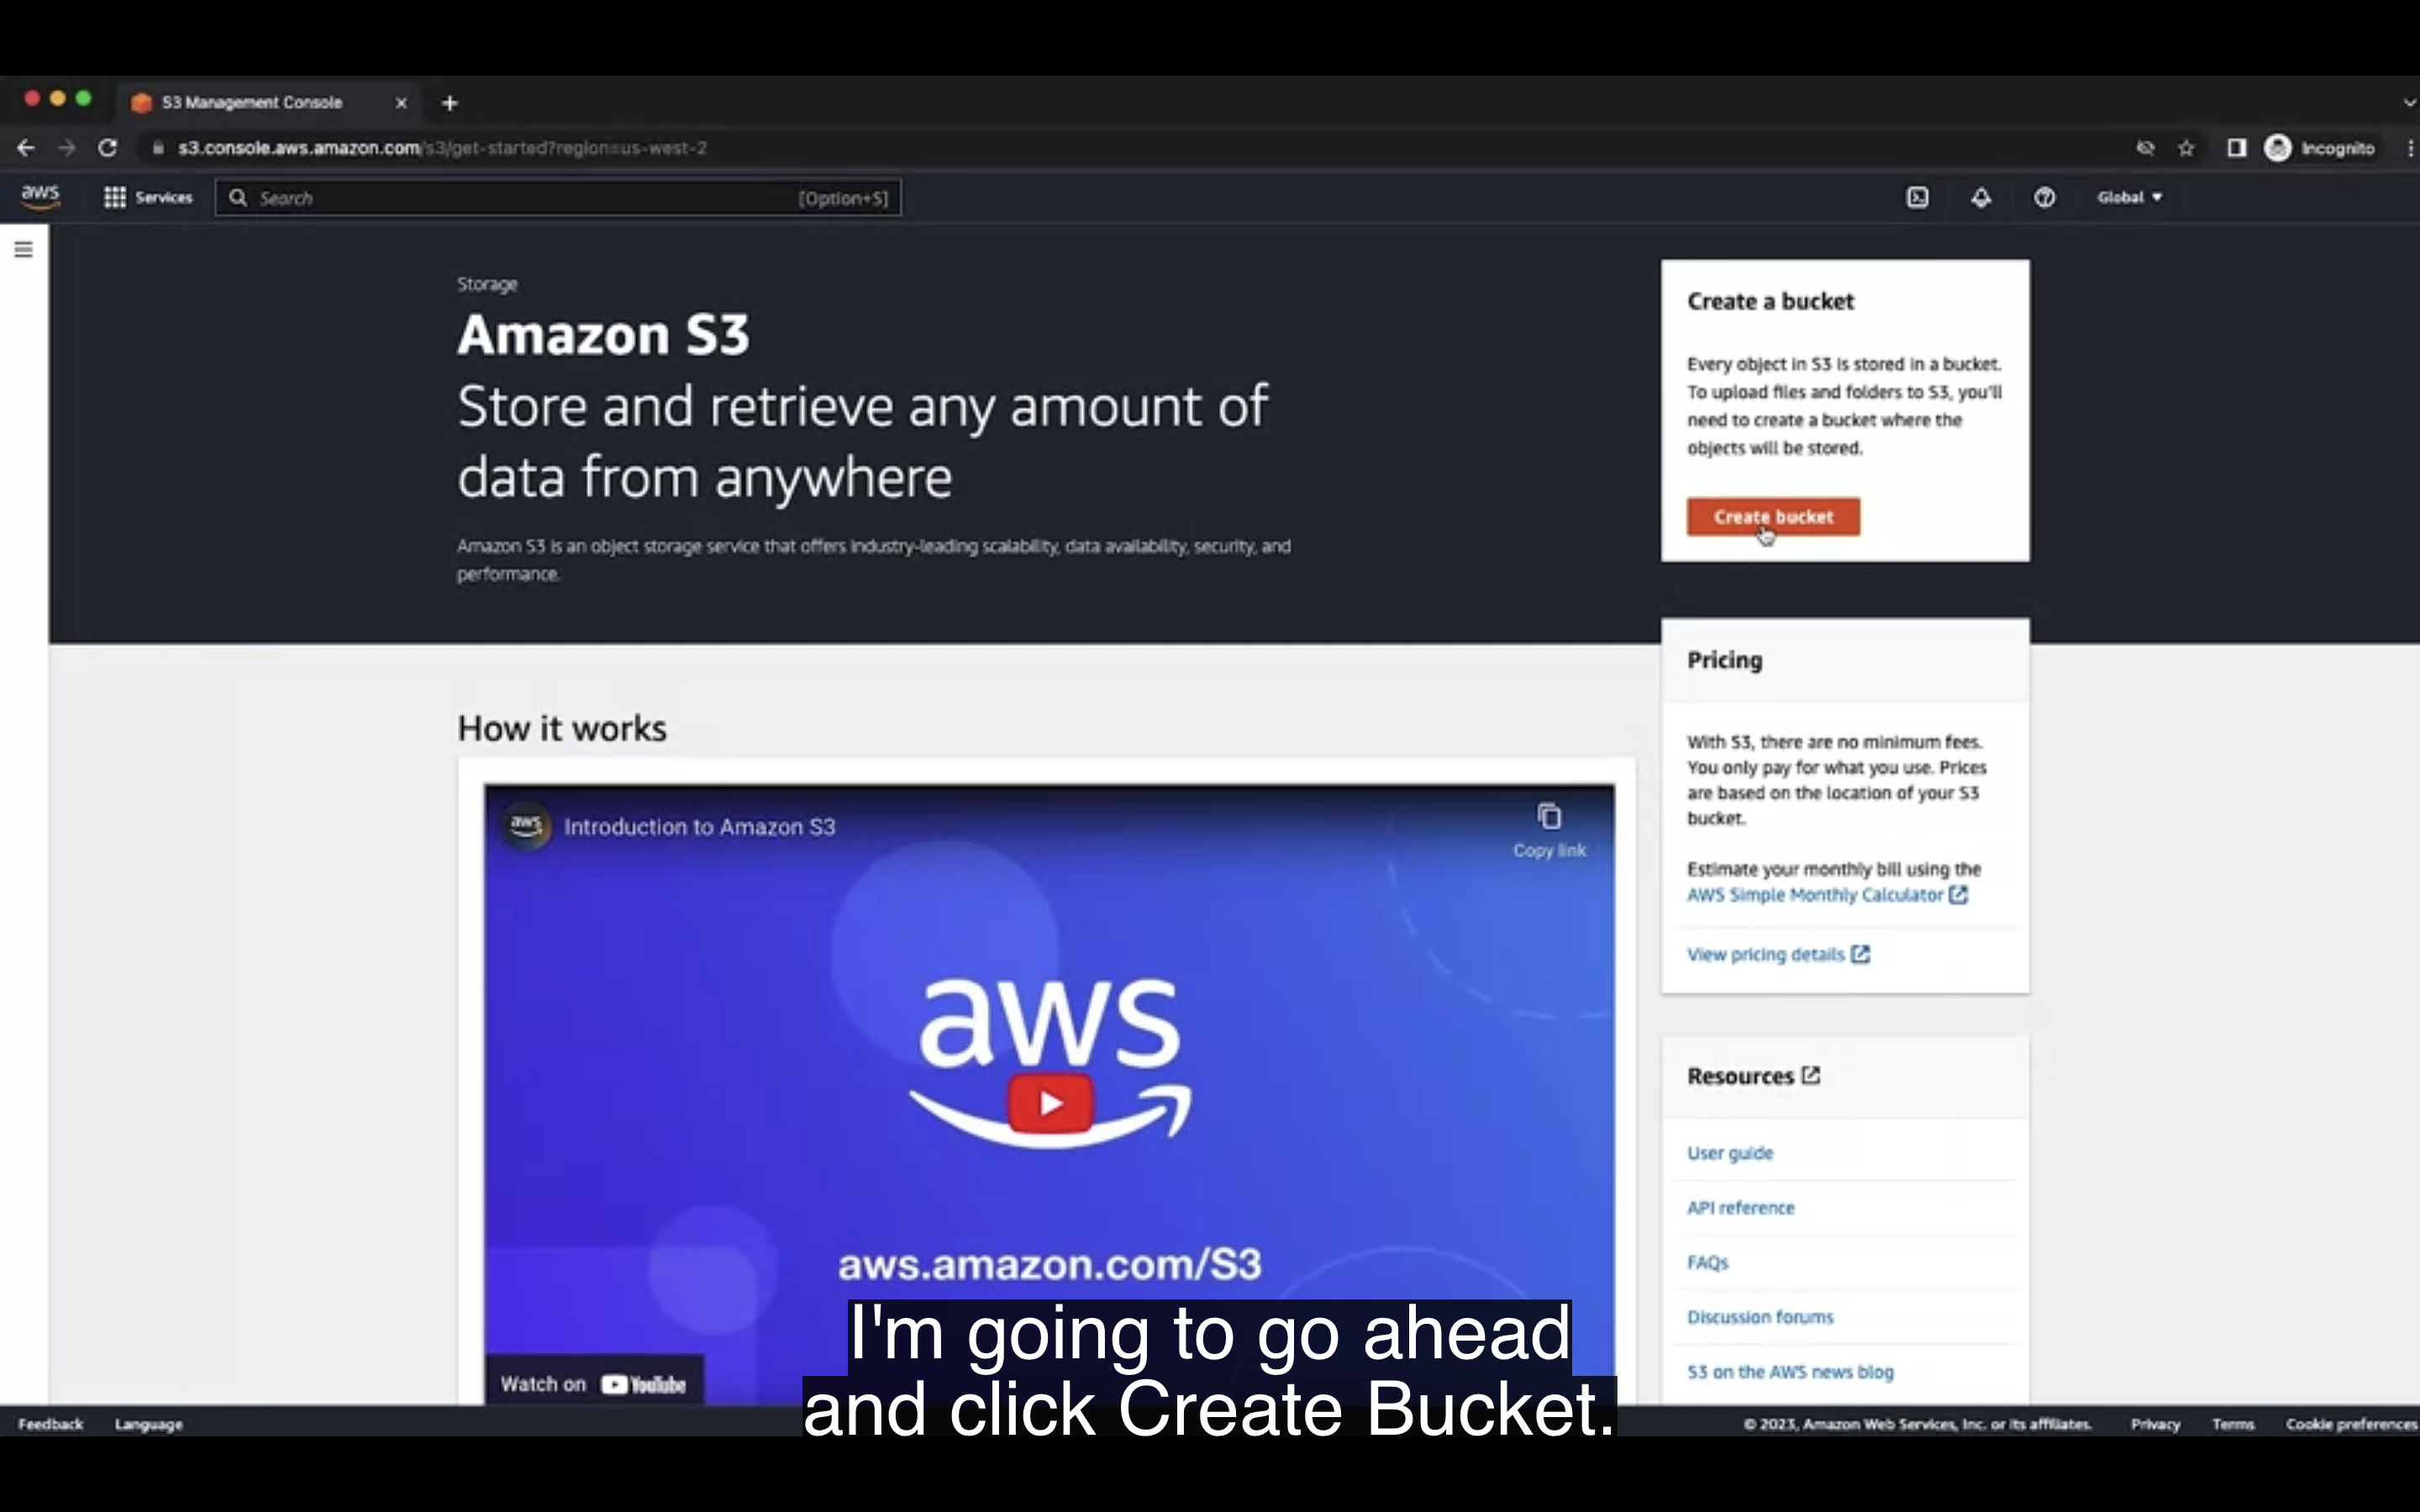 S3 Management Console
s3.console.aws.amazon.com/s3/get-started?region=us-west-2
Incognito
aws
Services
Search
[Option+S]
Global
Storage
Amazon S3
Store and retrieve any amount of
data from anywhere
Amazon S3 is an object storage service that offers industry-leading scalability, data availability, security, and
performance.
Create a bucket
Every object in S3 is stored in a bucket.
To upload files and folders to S3, you'll
need to create a bucket where the
objects will be stored.
Create bucket
Pricing
With S3, there are no minimum fees.
You only pay for what you use. Prices
are based on the location of your S3
bucket.
Estimate your monthly bill using the
AWS Simple Monthly Calculator
View pricing details
How it works
aws
Introduction to Amazon S3
Copy link
aws
aws.amazon.com/S3
Watch on YouTube
Resources
User guide
API reference
FAQs
Discussion forums
S3 on the AWS news blog
I'm going to go ahead
and click Create Bucket.
Feedback
Language
© 2023, Amazon Web Services, Inc. or its affiliates.
Privacy
Terms
Cookie preferences